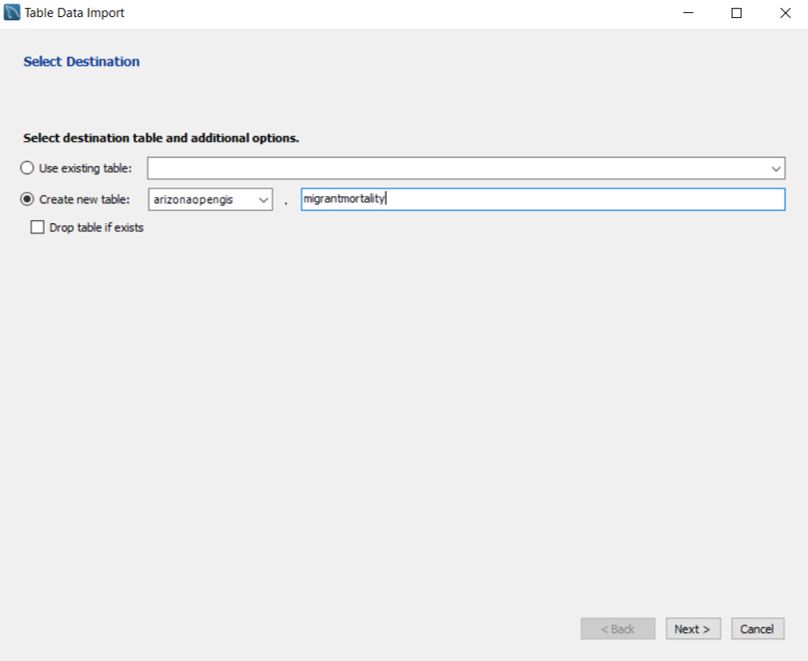 Table Data Import
Select Destination
Select destination table and additional options.
Use existing table:
Create new table: arizonaopengis . migrantmortality
Drop table if exists
< Back Next > Cancel